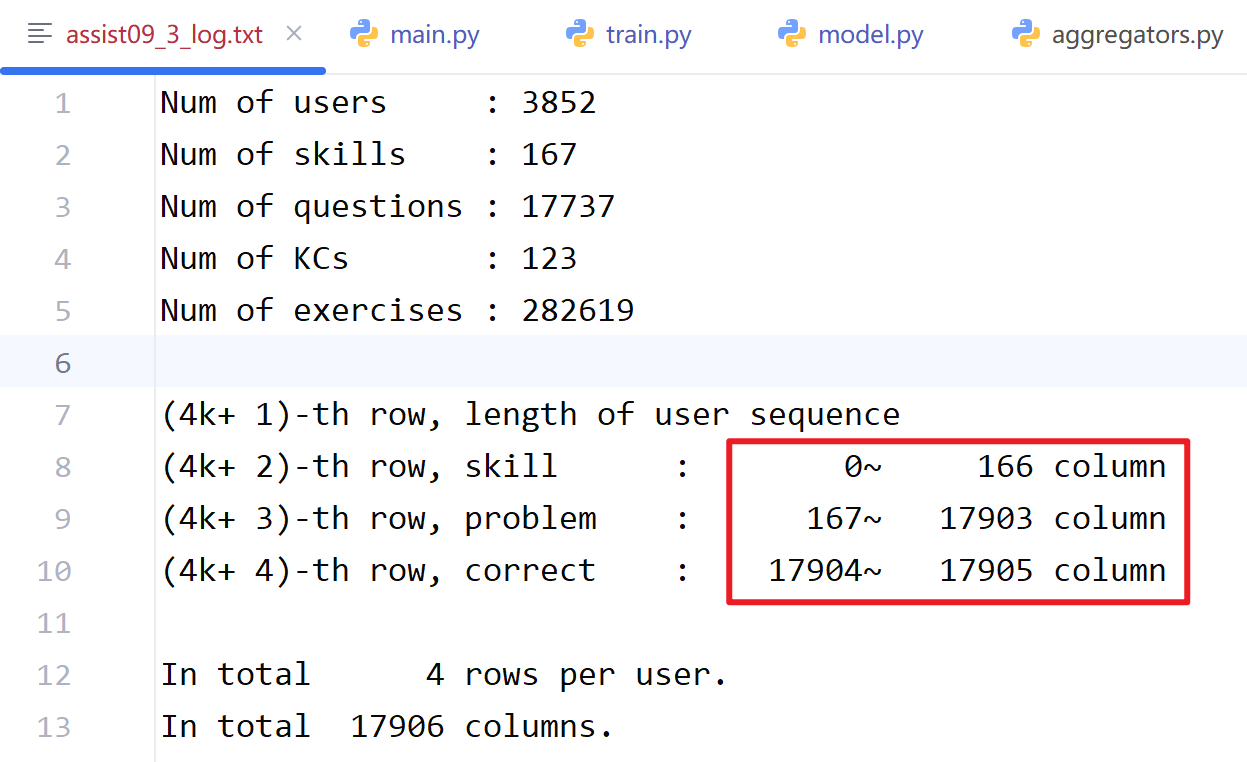 assist09_3_log.txt main.py train.py model.py aggregators.py
1 Num of users     : 3852
2 Num of skills    : 167
3 Num of questions : 17737
4 Num of KCs       : 123
5 Num of exercises : 282619
6
7 (4k+ 1)-th row, length of user sequence
8 (4k+ 2)-th row, skill      :        0~     166 column
9 (4k+ 3)-th row, problem    :      167~   17903 column
10 (4k+ 4)-th row, correct    :    17904~   17905 column
11
12 In total      4 rows per user.
13 In total  17906 columns.